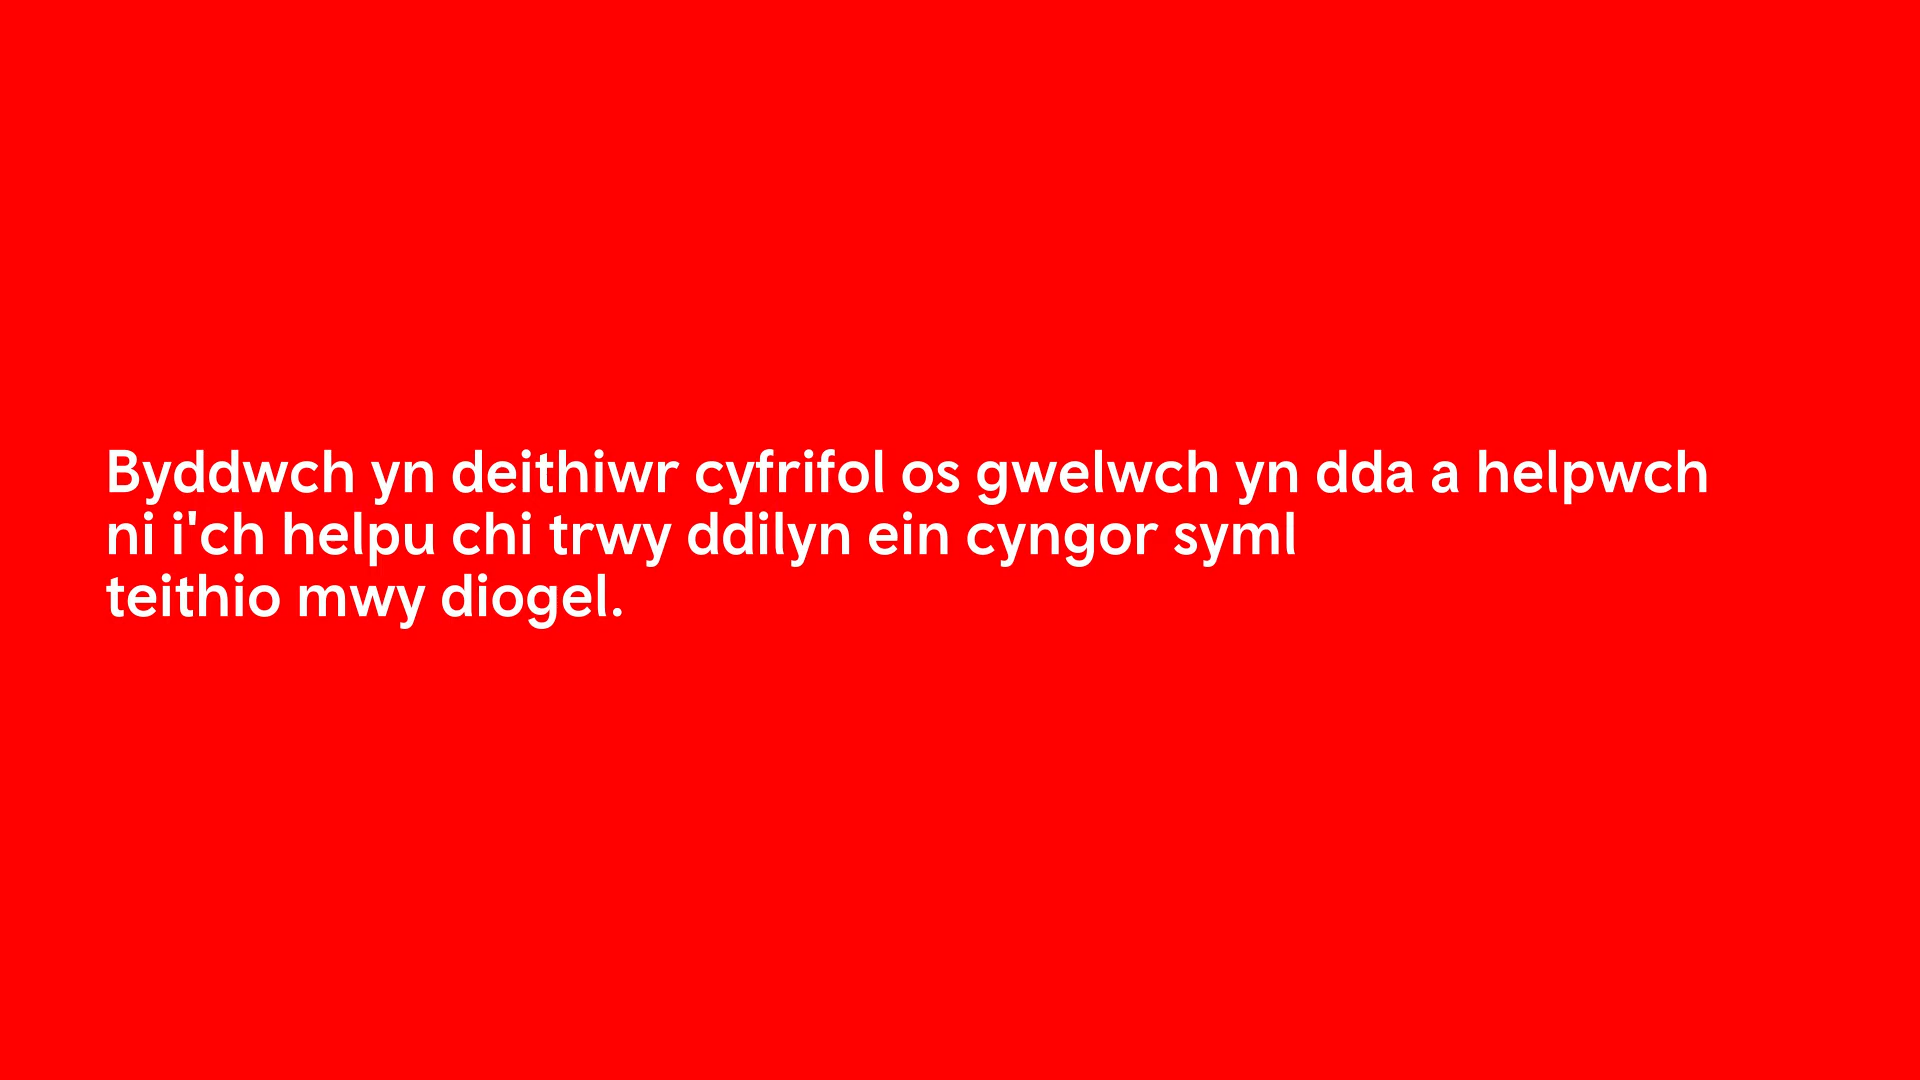 Byddwch yn deithiwr cyfrifol os gwelwch yn dda a helpwch
ni i'ch helpu chi trwy ddilyn ein cyngor syml
teithio mwy diogel.